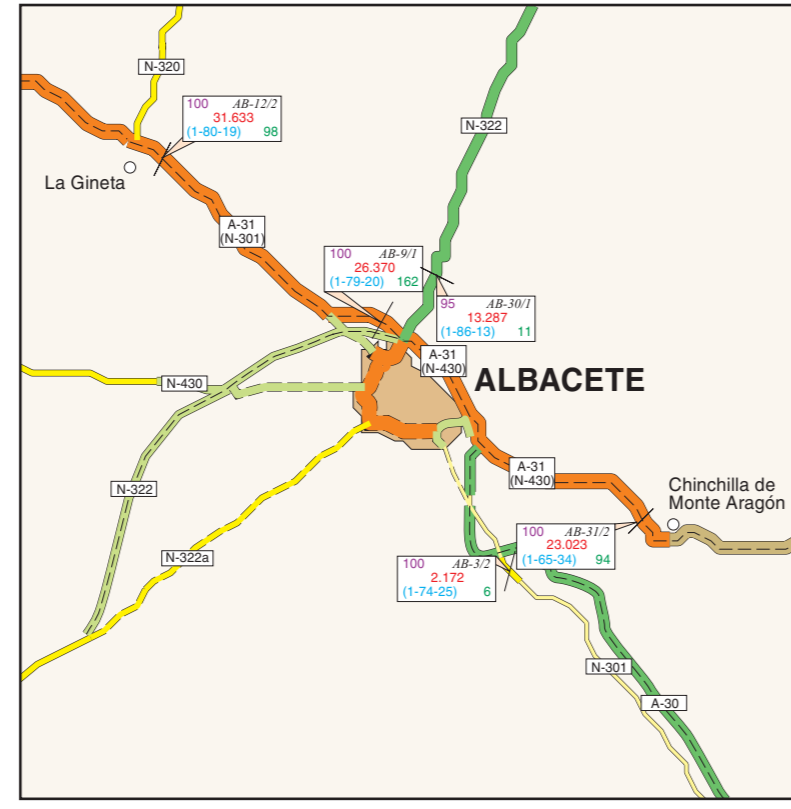 N-320
100 AB-12/2
31.633
(1-80-19) 98
N-322
La Gineta
A-31
(N-301)
100 AB-9/1
26.370
(1-79-20) 162
95 AB-30/1
13.287
(1-86-13) 11
A-31
(N-430)
ALBACETE
N-430
A-31
(N-430)
Chinchilla de
Monte Aragón
N-322
100 AB-31/2
23.023
(1-65-34) 94
N-322a
100 AB-3/2
2.172
(1-74-25) 6
N-301
A-30